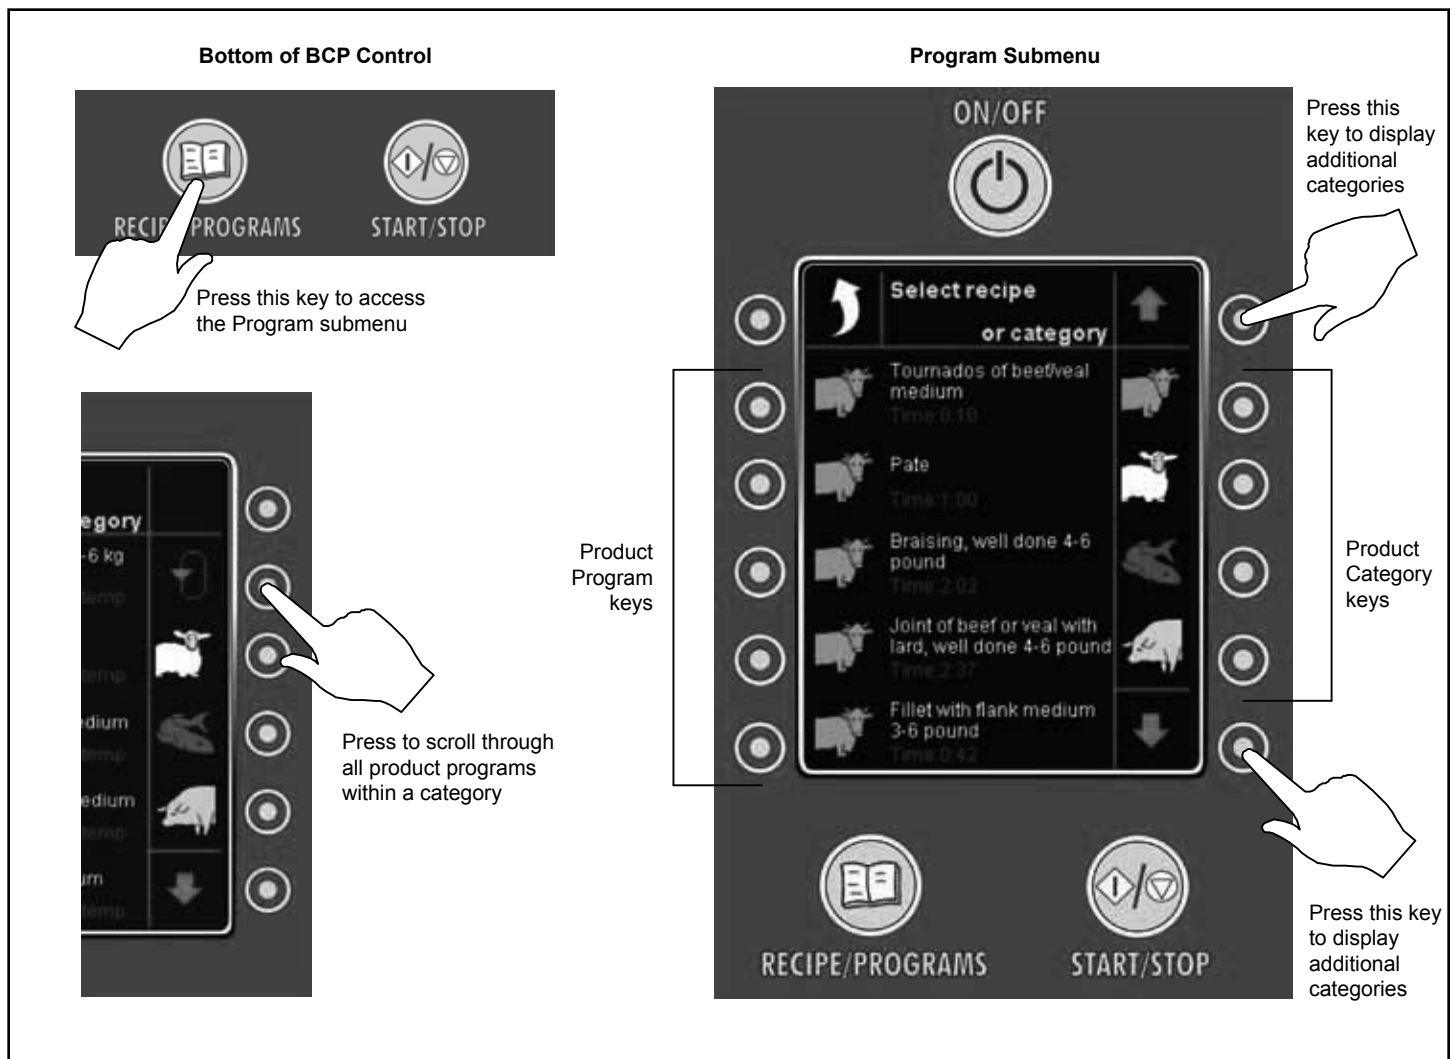 Bottom of BCP Control
RECIPE/PROGRAMS
START/STOP
Press this key to access
the Program submenu
egory
-6 kg
temp
temp
edium
temp
edium
temp
um
temp
Press to scroll through
all product programs
within a category
Program Submenu
ON/OFF
Press this
key to display
additional
categories
Select recipe
or category
Tournados of beef/veal
medium
Time:0:10
Pate
Time:1:00
Braising, well done 4-6
pound
Time:2:02
Joint of beef or veal with
lard, well done 4-6 pound
Time:2:37
Fillet with flank medium
3-6 pound
Time:0:42
Product
Program
keys
Product
Category
keys
RECIPE/PROGRAMS
START/STOP
Press this key
to display
additional
categories